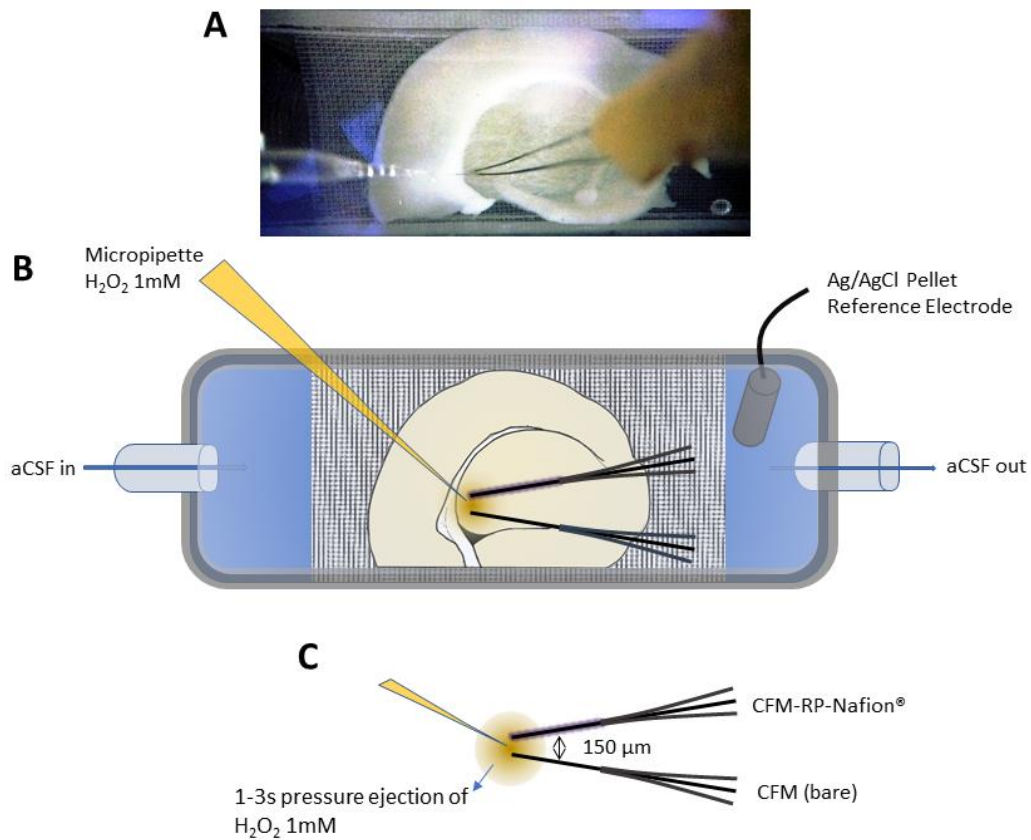 A
B
Micropipette
H₂O₂ 1mM
Ag/AgCl Pellet
Reference Electrode
aCSF in
aCSF out
C
CFM-RP-Nafion®
150 µm
CFM (bare)
1-3s pressure ejection of
H₂O₂ 1mM